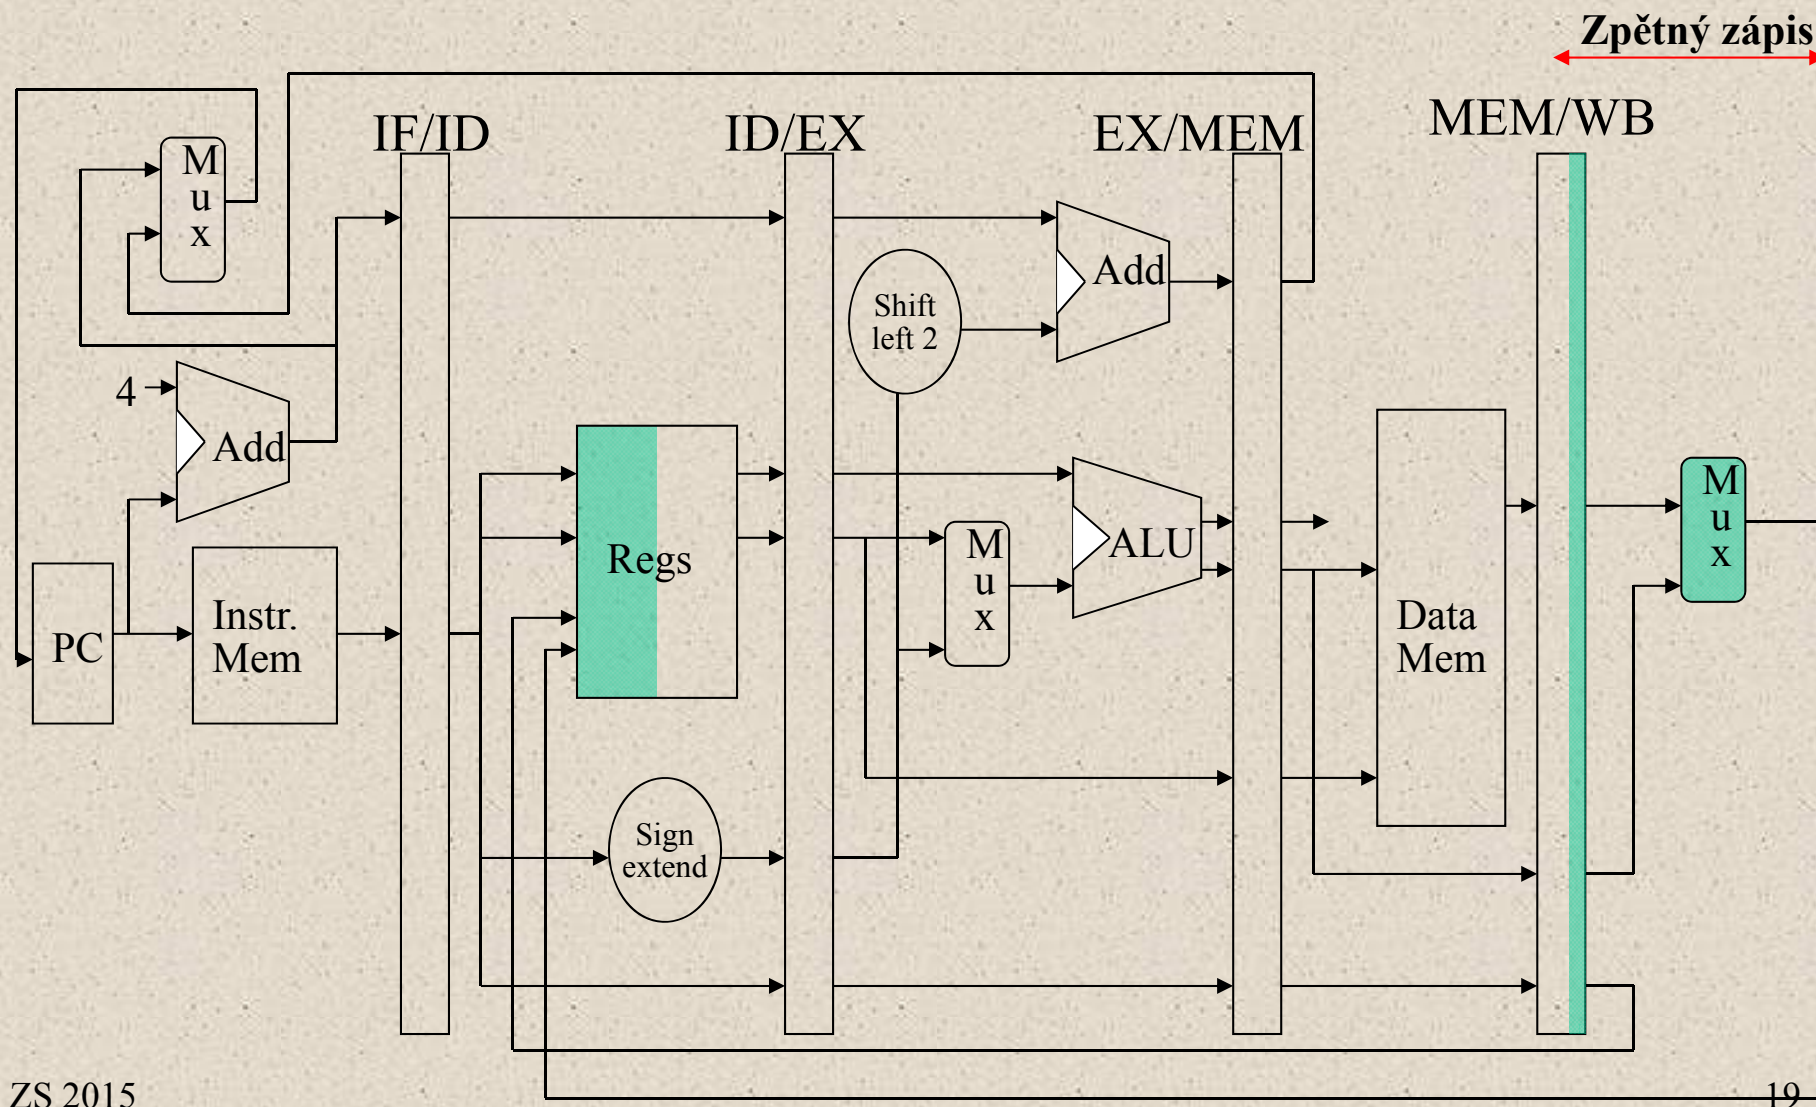 Zpětný zápis
IF/ID
ID/EX
EX/MEM
MEM/WB
M
u
x
Add
Shift
left 2
4
Add
M
u
x
Regs
M
u
x
ALU
PC
Instr.
Mem
Data
Mem
Sign
extend
ZS 2015
19